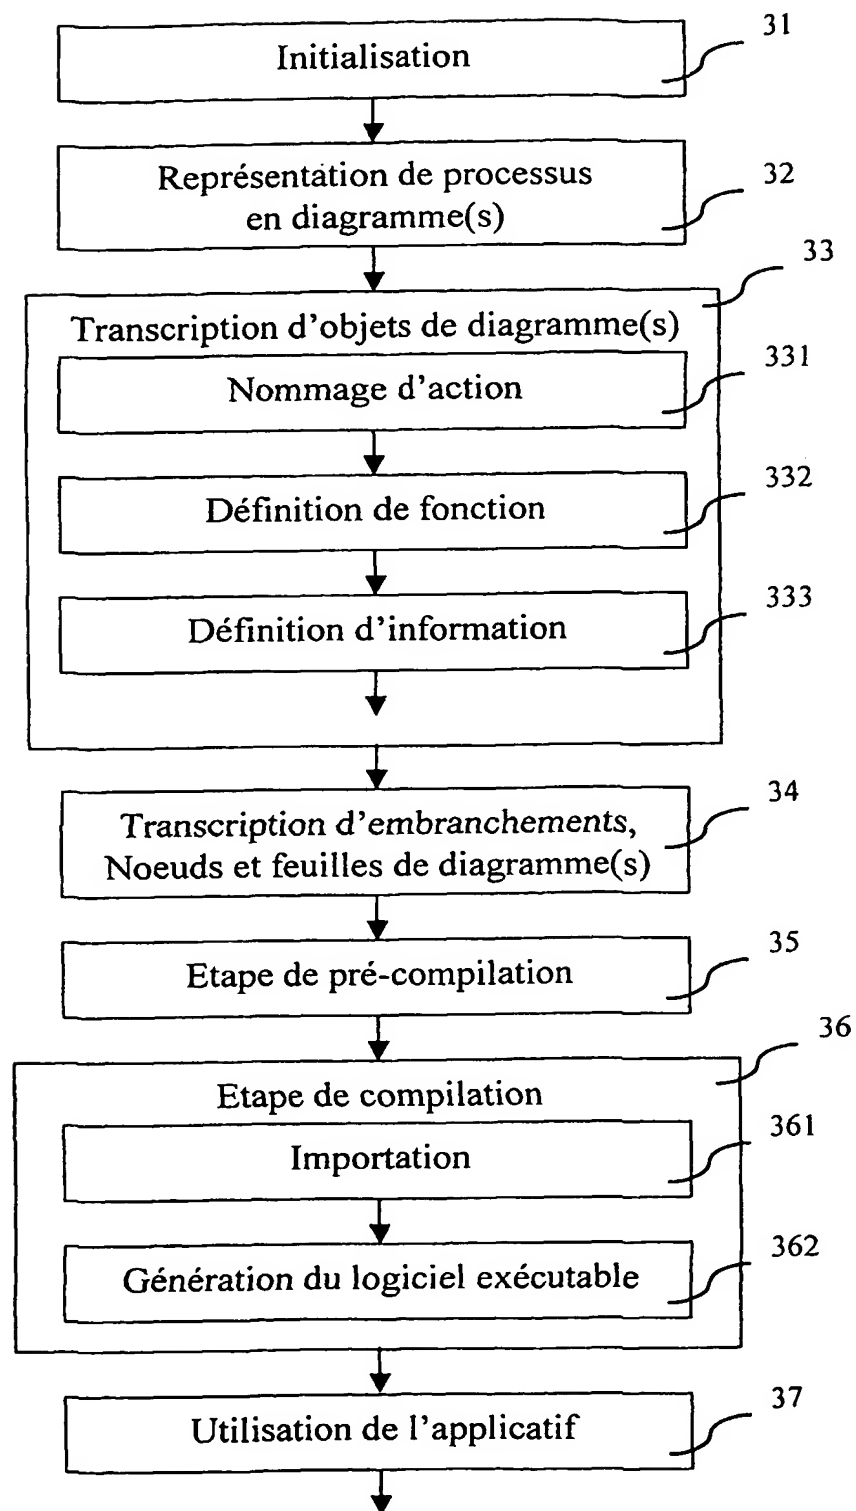 31
Initialisation
32
Représentation de processus
en diagramme(s)
33
Transcription d'objets de diagramme(s)
331
Nommage d'action
332
Définition de fonction
333
Définition d'information
34
Transcription d'embranchements,
Noeuds et feuilles de diagramme(s)
35
Etape de pré-compilation
36
Etape de compilation
361
Importation
362
Génération du logiciel exécutable
37
Utilisation de l'applicatif